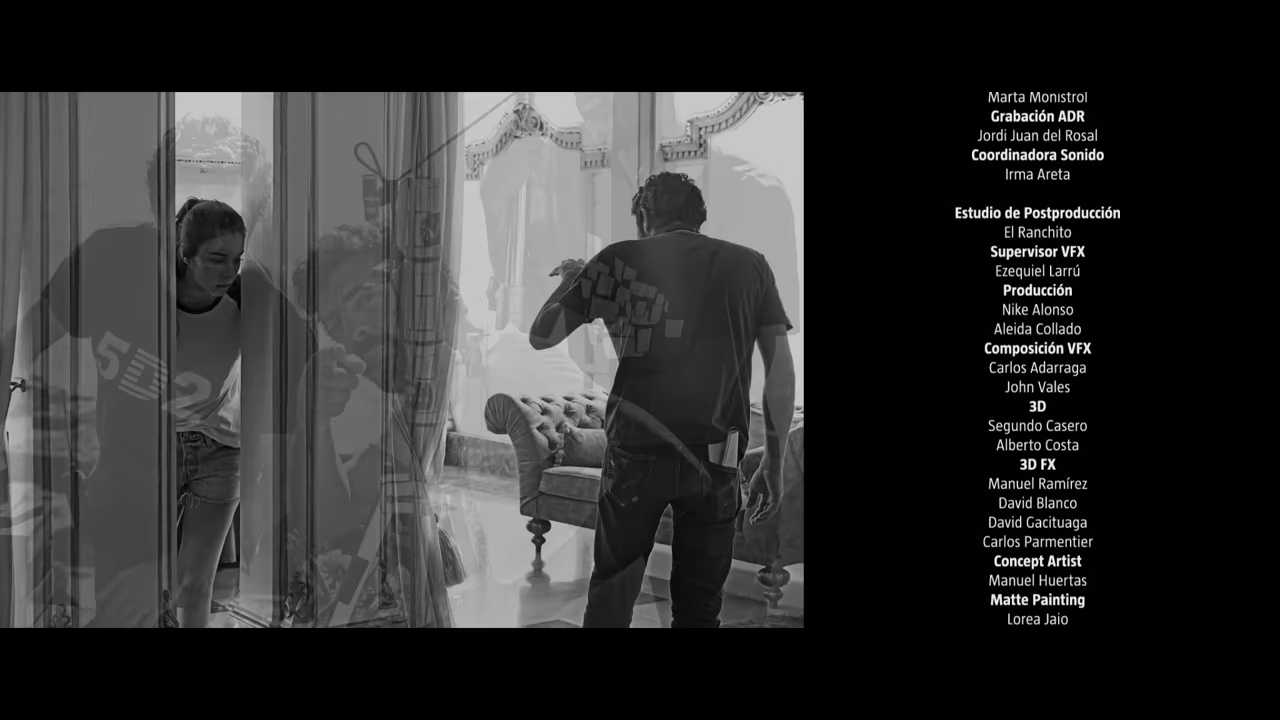 5D2
Marta Monistrol
Grabación ADR
Jordi Juan del Rosal
Coordinadora Sonido
Irma Areta
Estudio de Postproducción
El Ranchito
Supervisor VFX
Ezequiel Larrú
Producción
Nike Alonso
Aleida Collado
Composición VFX
Carlos Adarraga
John Vales
3D
Segundo Casero
Alberto Costa
3D FX
Manuel Ramírez
David Blanco
David Gacituaga
Carlos Parmentier
Concept Artist
Manuel Huertas
Matte Painting
Lorea Jaio